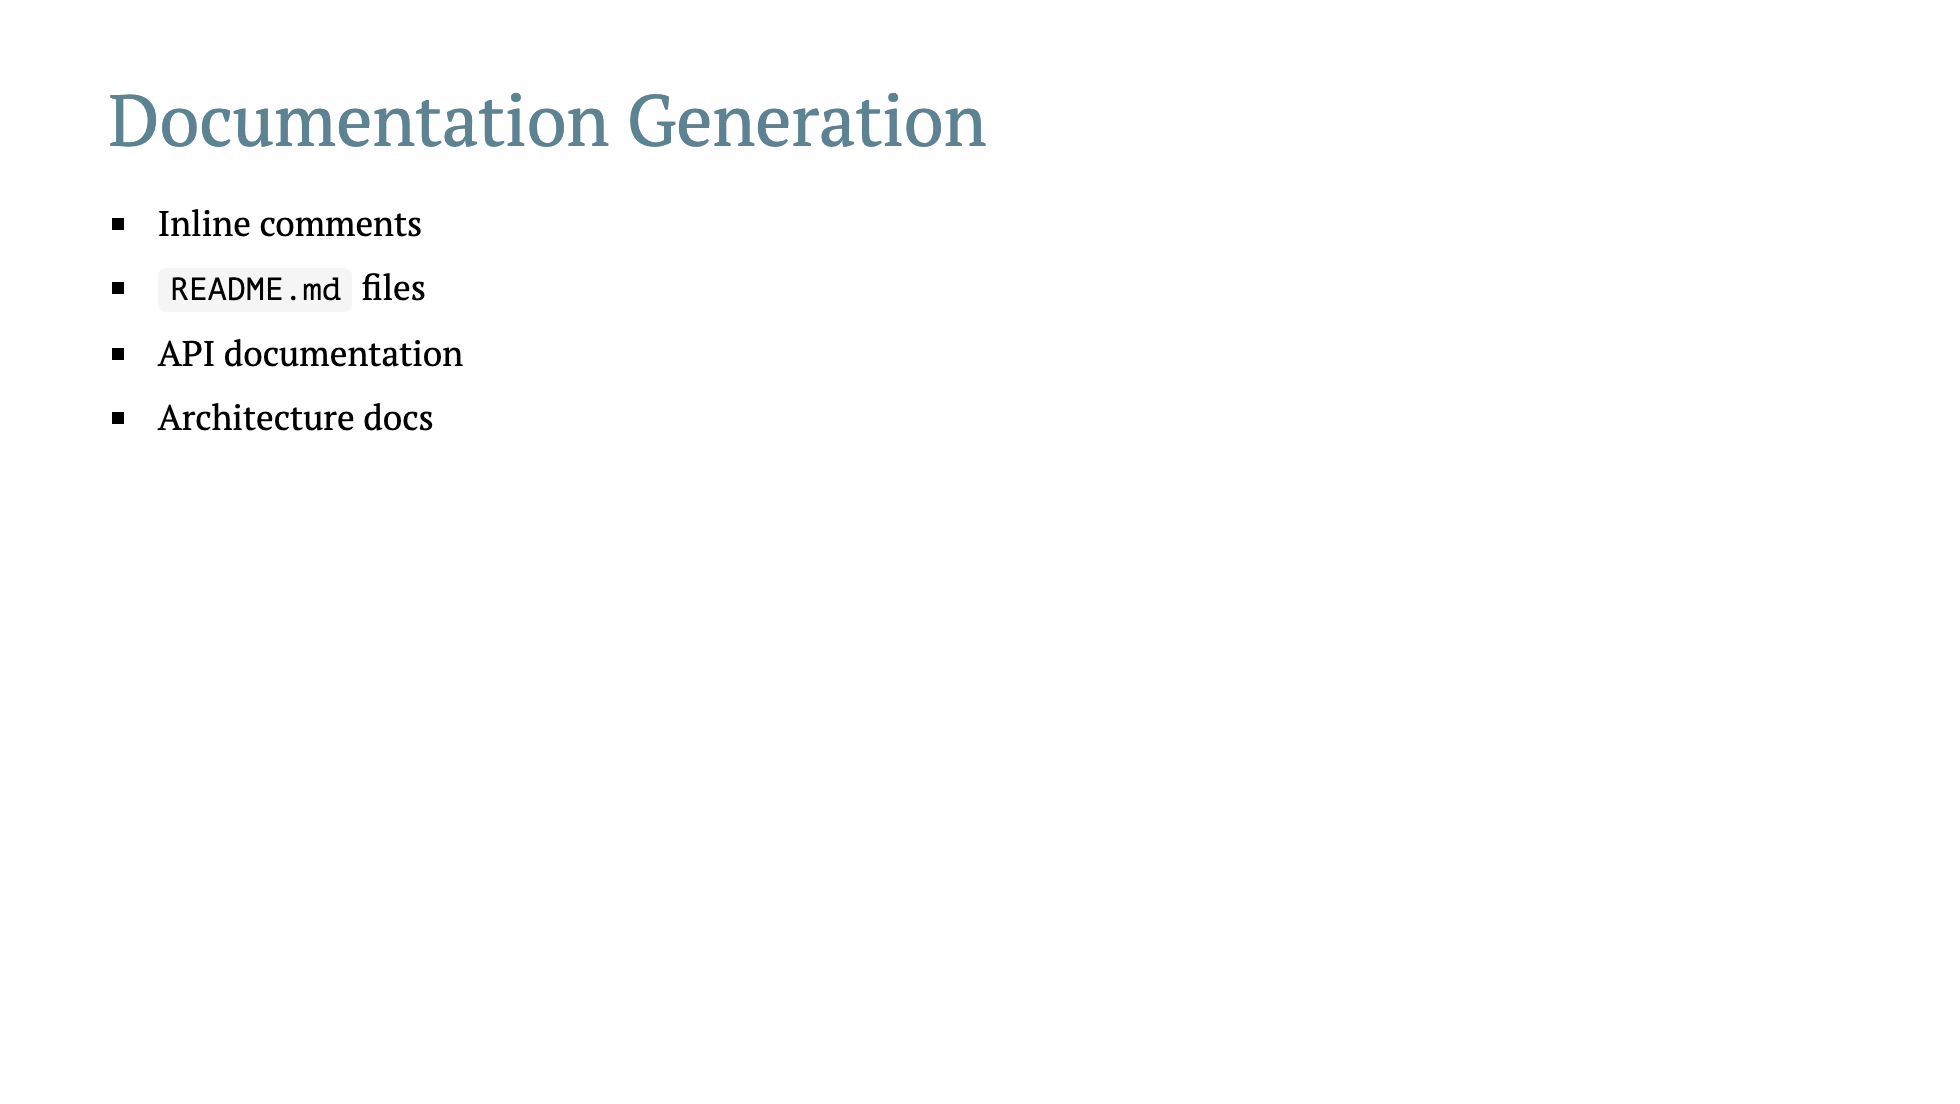 Documentation Generation
Inline comments
README.md files
API documentation
Architecture docs